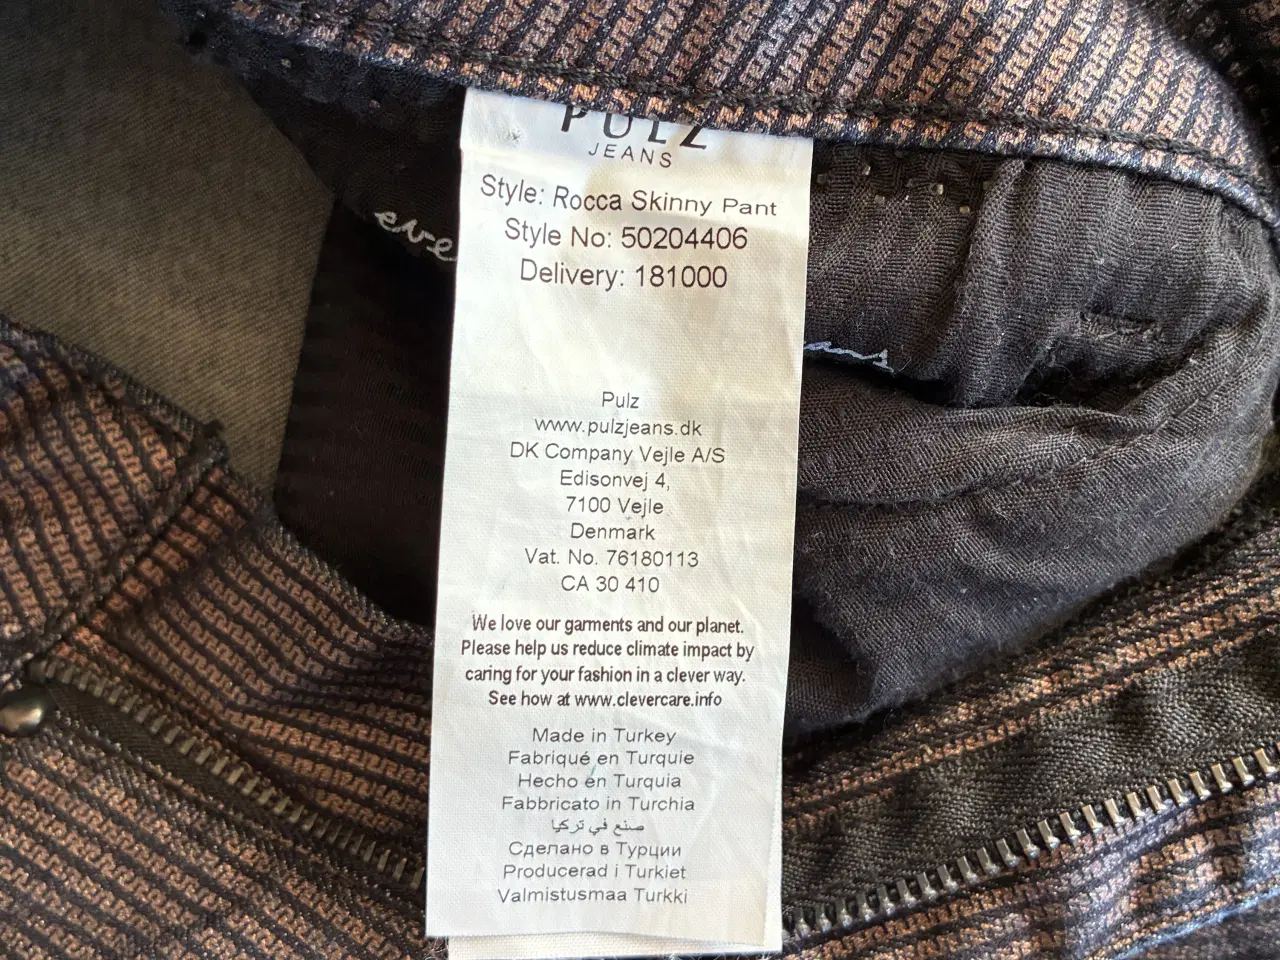 PULZ
JEANS
Style: Rocca Skinny Pant
Style No: 50204406
Delivery: 181000
Pulz
www.pulzjeans.dk
DK Company Vejle A/S
Edisonvej 4,
7100 Vejle
Denmark
Vat. No. 76180113
CA 30 410
We love our garments and our planet.
Please help us reduce climate impact by
caring for your fashion in a clever way.
See how at www.clevercare.info
Made in Turkey
Fabriqué en Turquie
Hecho en Turquia
Fabbricato in Turchia
صنع في تركيا
Сделано в Турции
Producerad i Turkiet
Valmistusmaa Turkki
eve